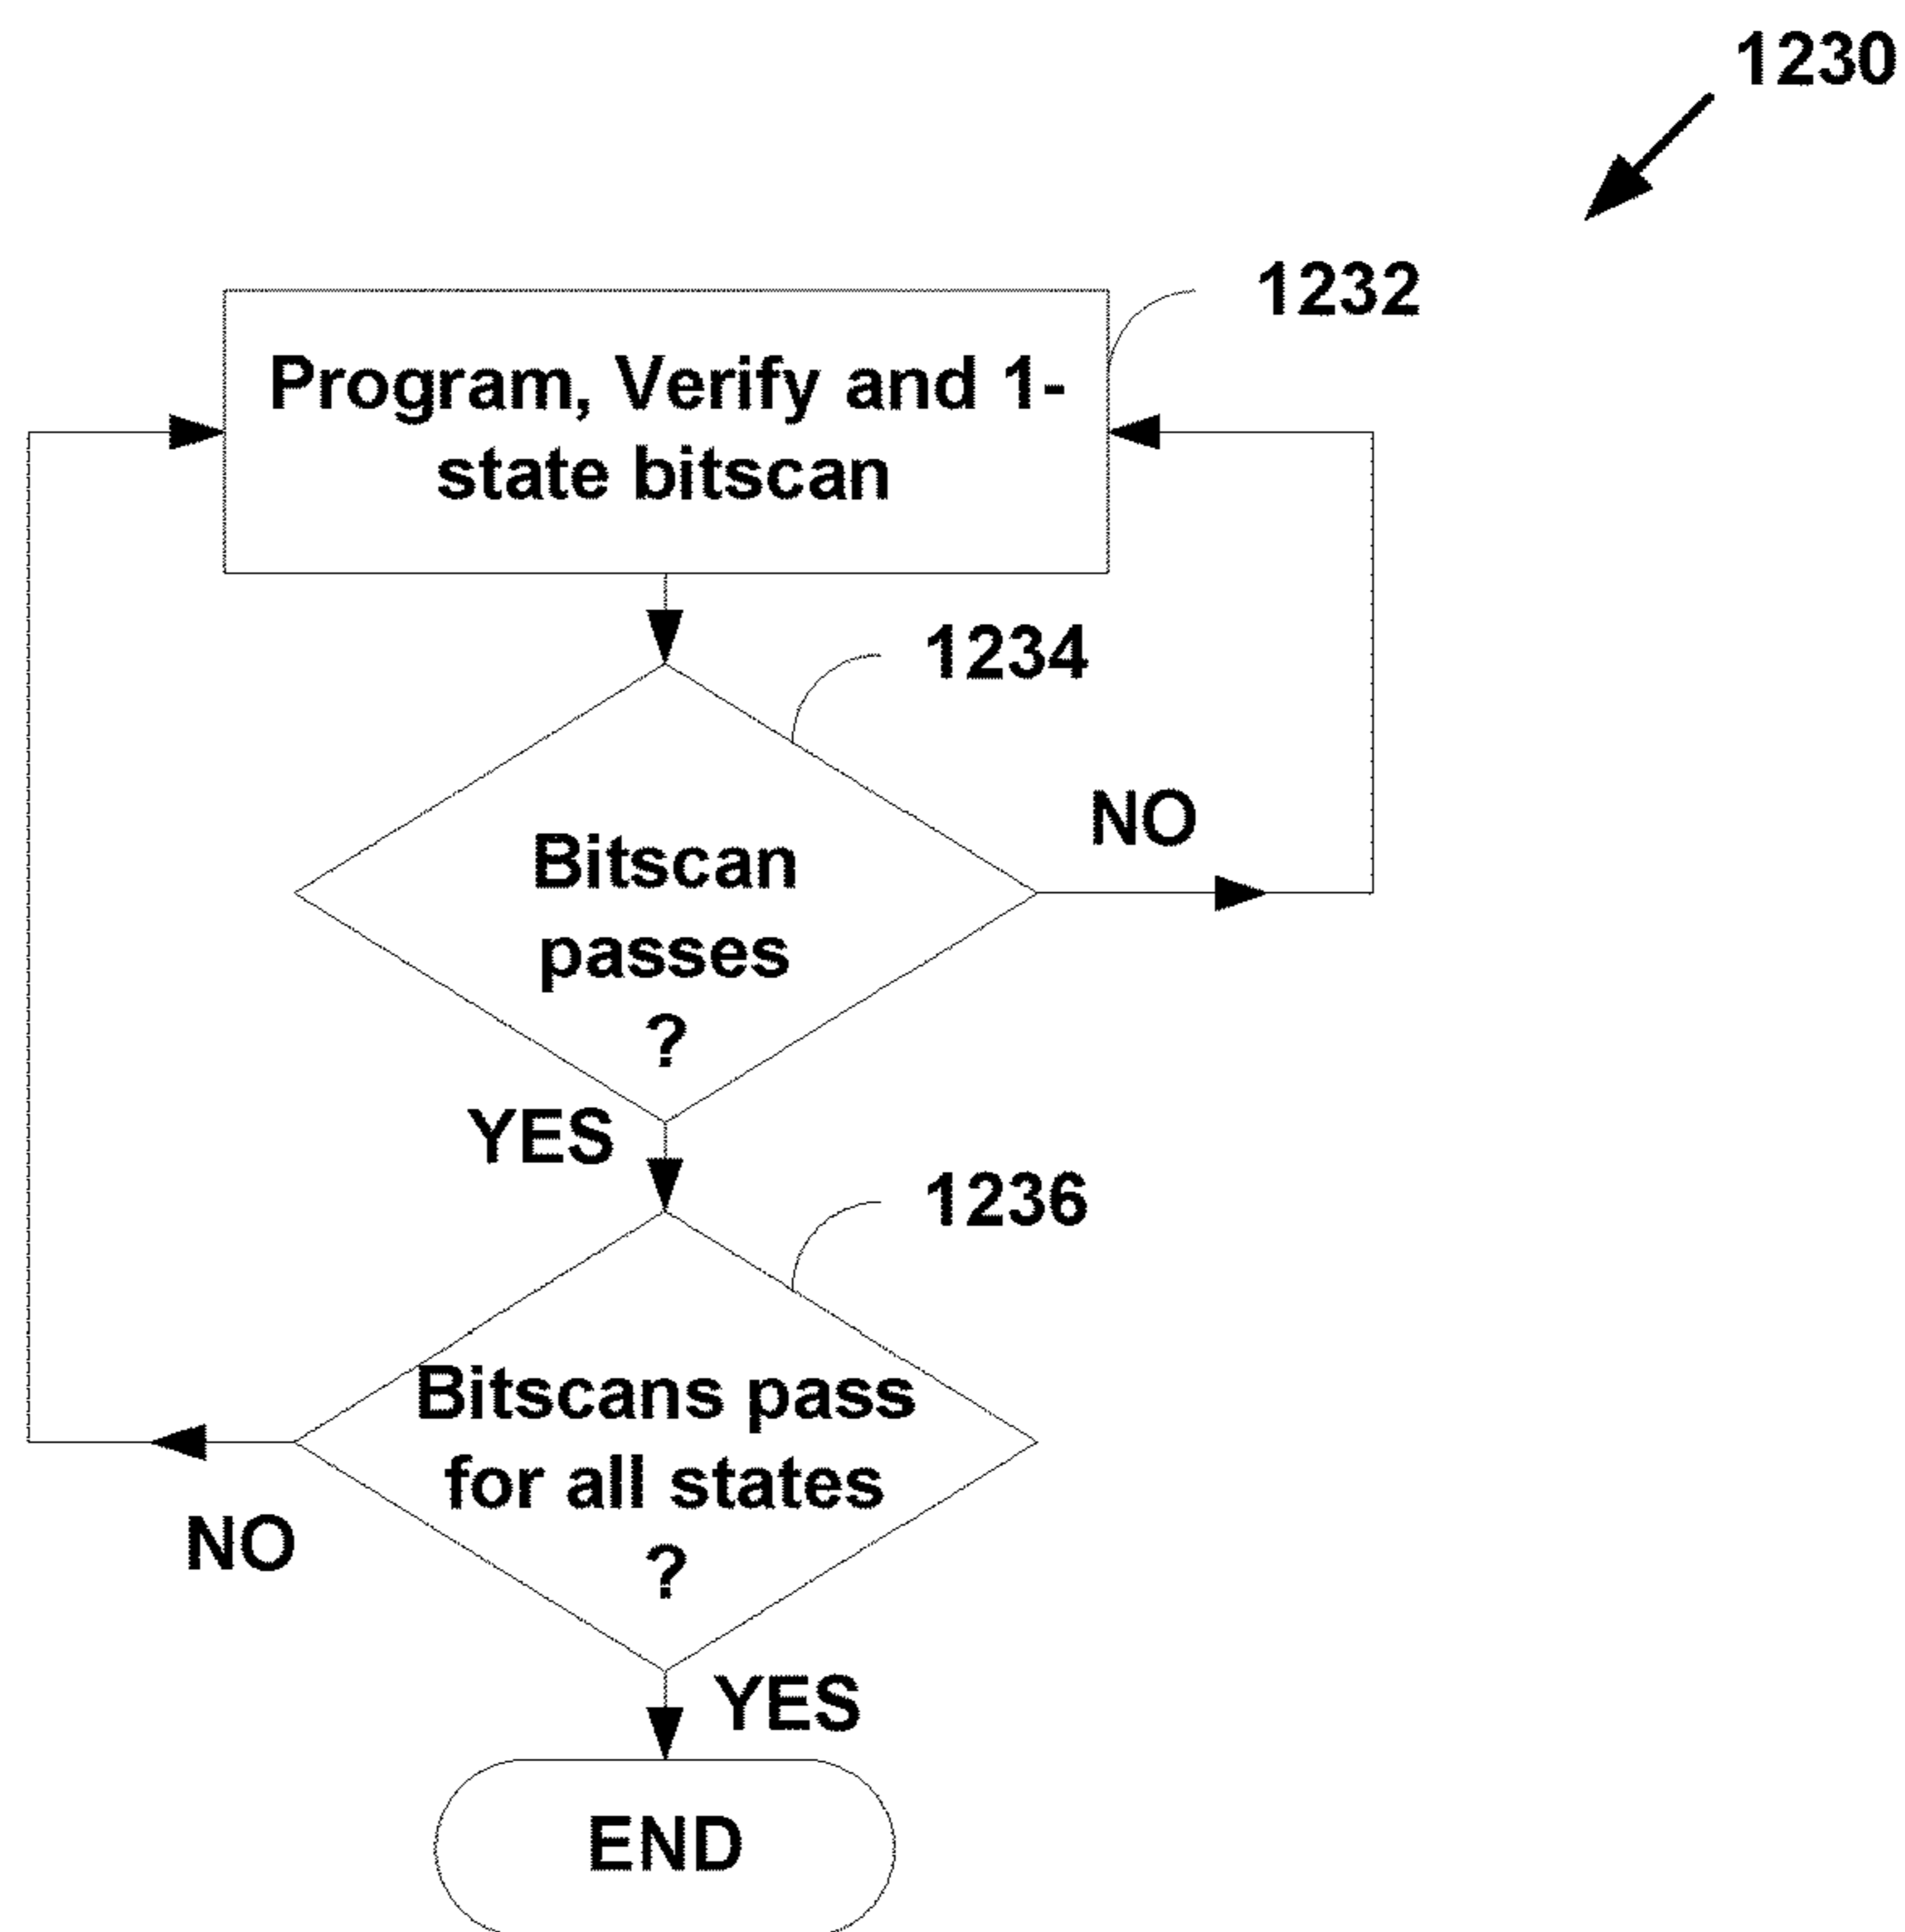 1230
1232
Program, Verify and 1-
state bitscan
1234
NO
Bitscan
passes
?
YES
1236
Bitscans pass
for all states
?
NO
YES
END